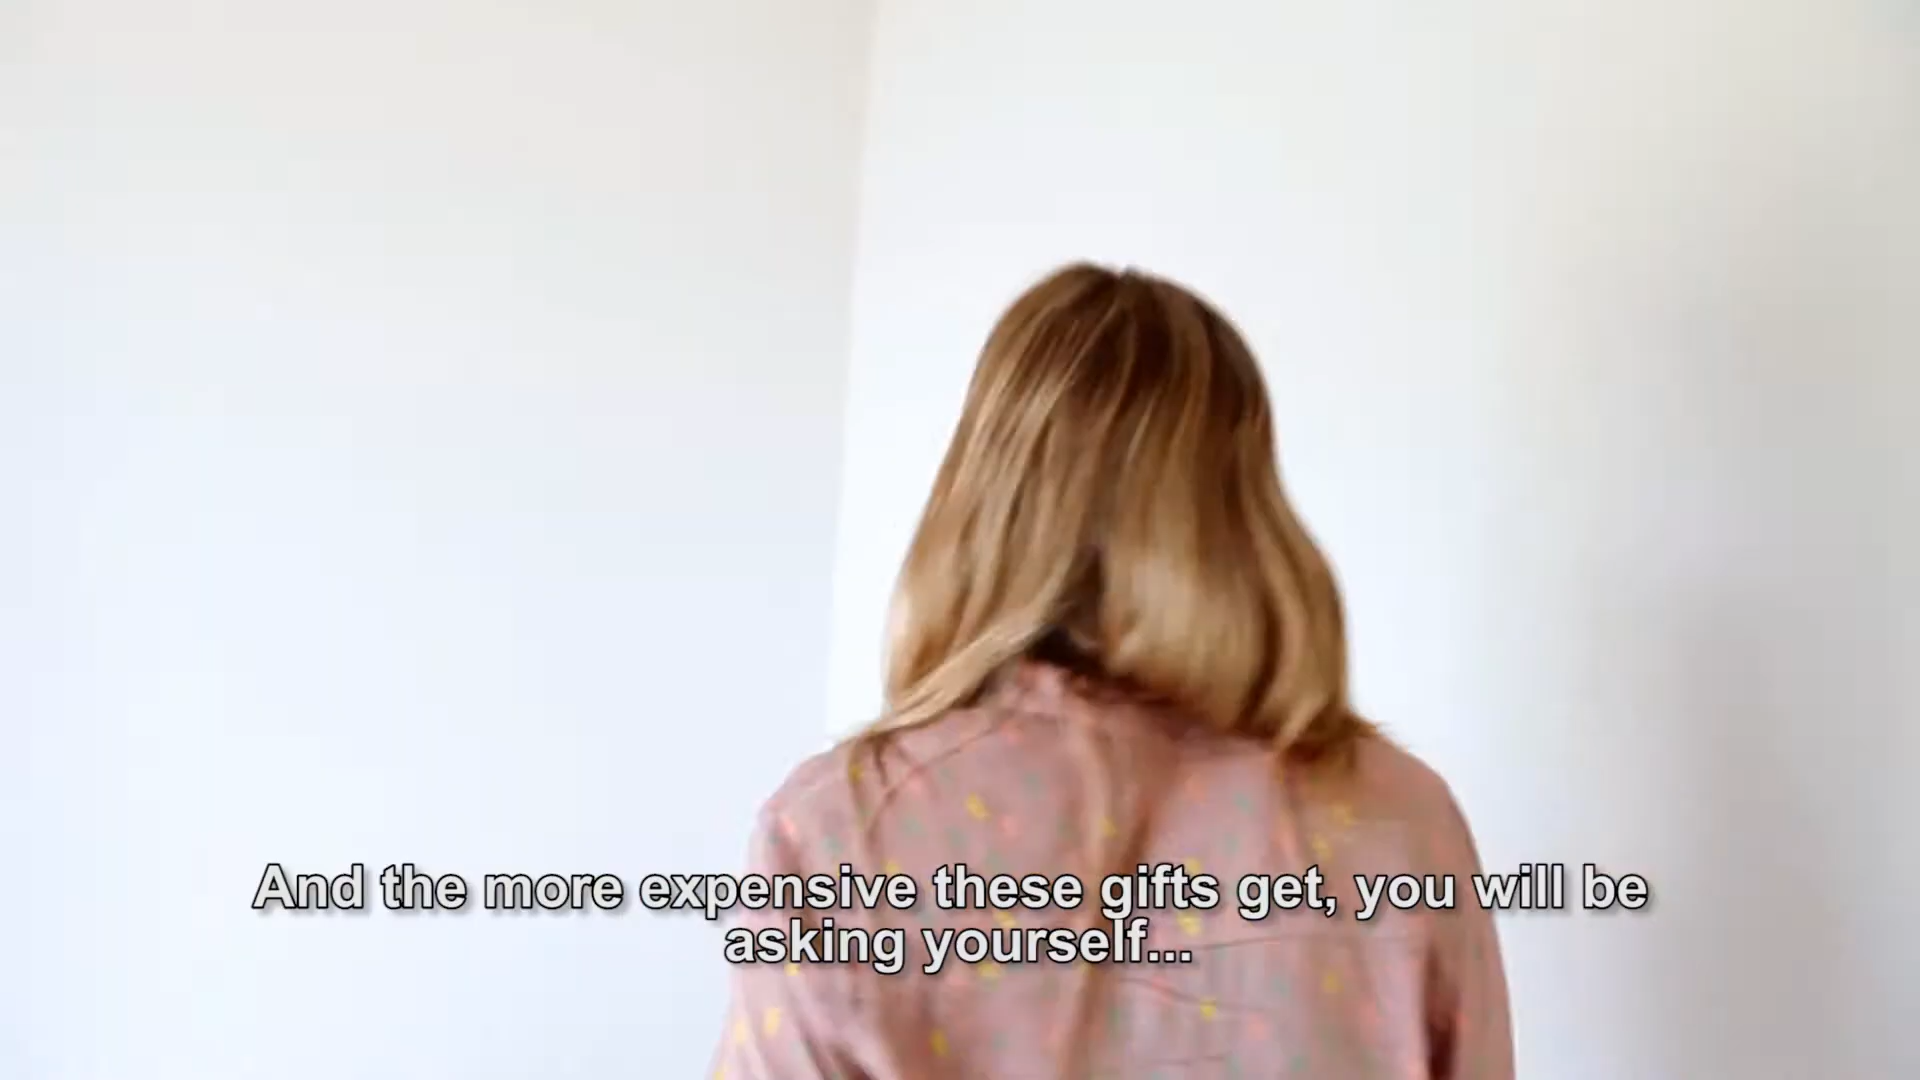 And the more expensive these gifts get, you will be
asking yourself...